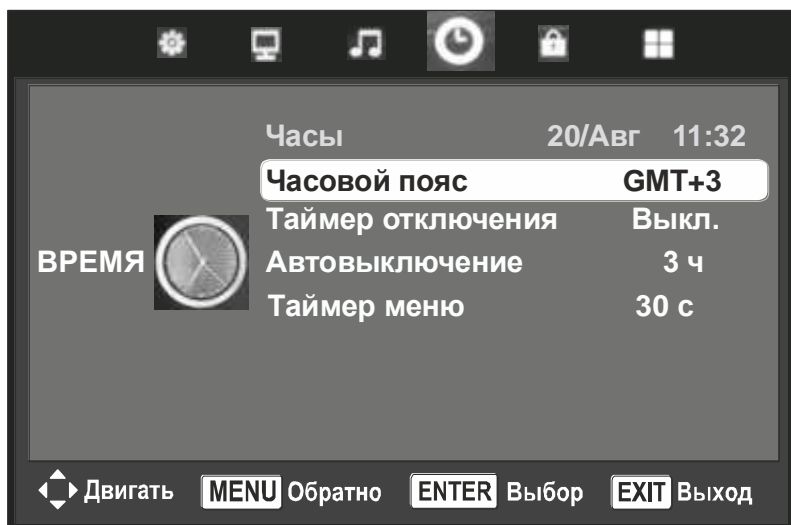 Часы 20/Авг 11:32
Часовой пояс GMT+3
Таймер отключения Выкл.
ВРЕМЯ Автовыключение 3 ч
Таймер меню 30 с
Двигать MENU Обратно ENTER Выбор EXIT Выход